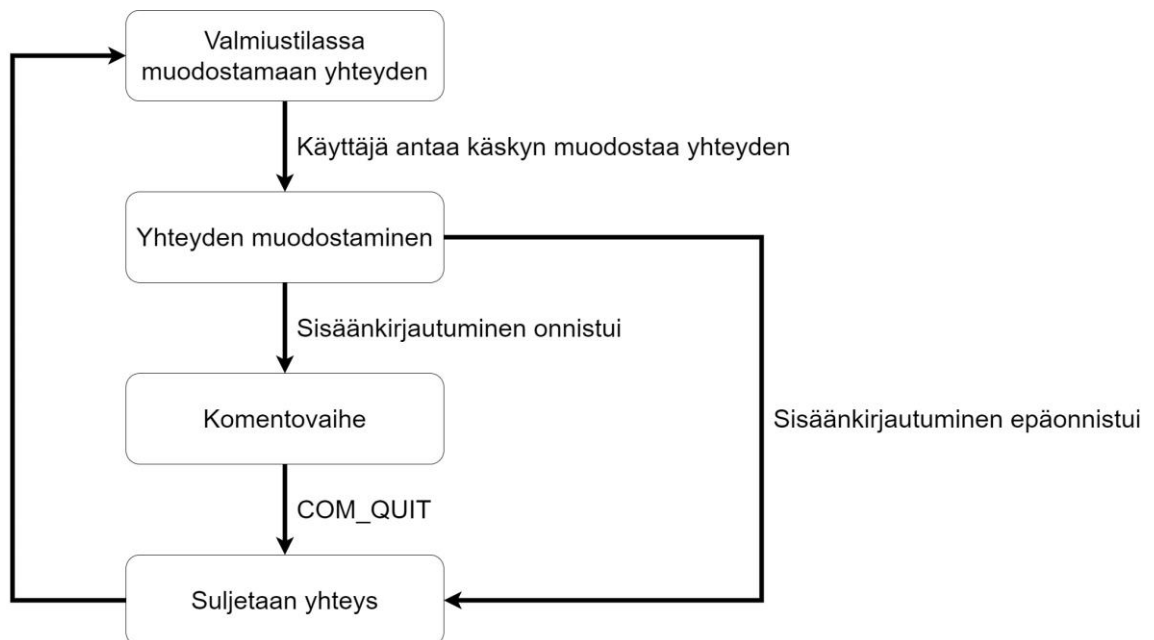 Valmiustilassa
muodostamaan yhteyden
Käyttäjä antaa käskyn muodostaa yhteyden
Yhteyden muodostaminen
Sisäänkirjautuminen onnistui
Komentovaihe
Sisäänkirjautuminen epäonnistui
COM_QUIT
Suljetaan yhteys